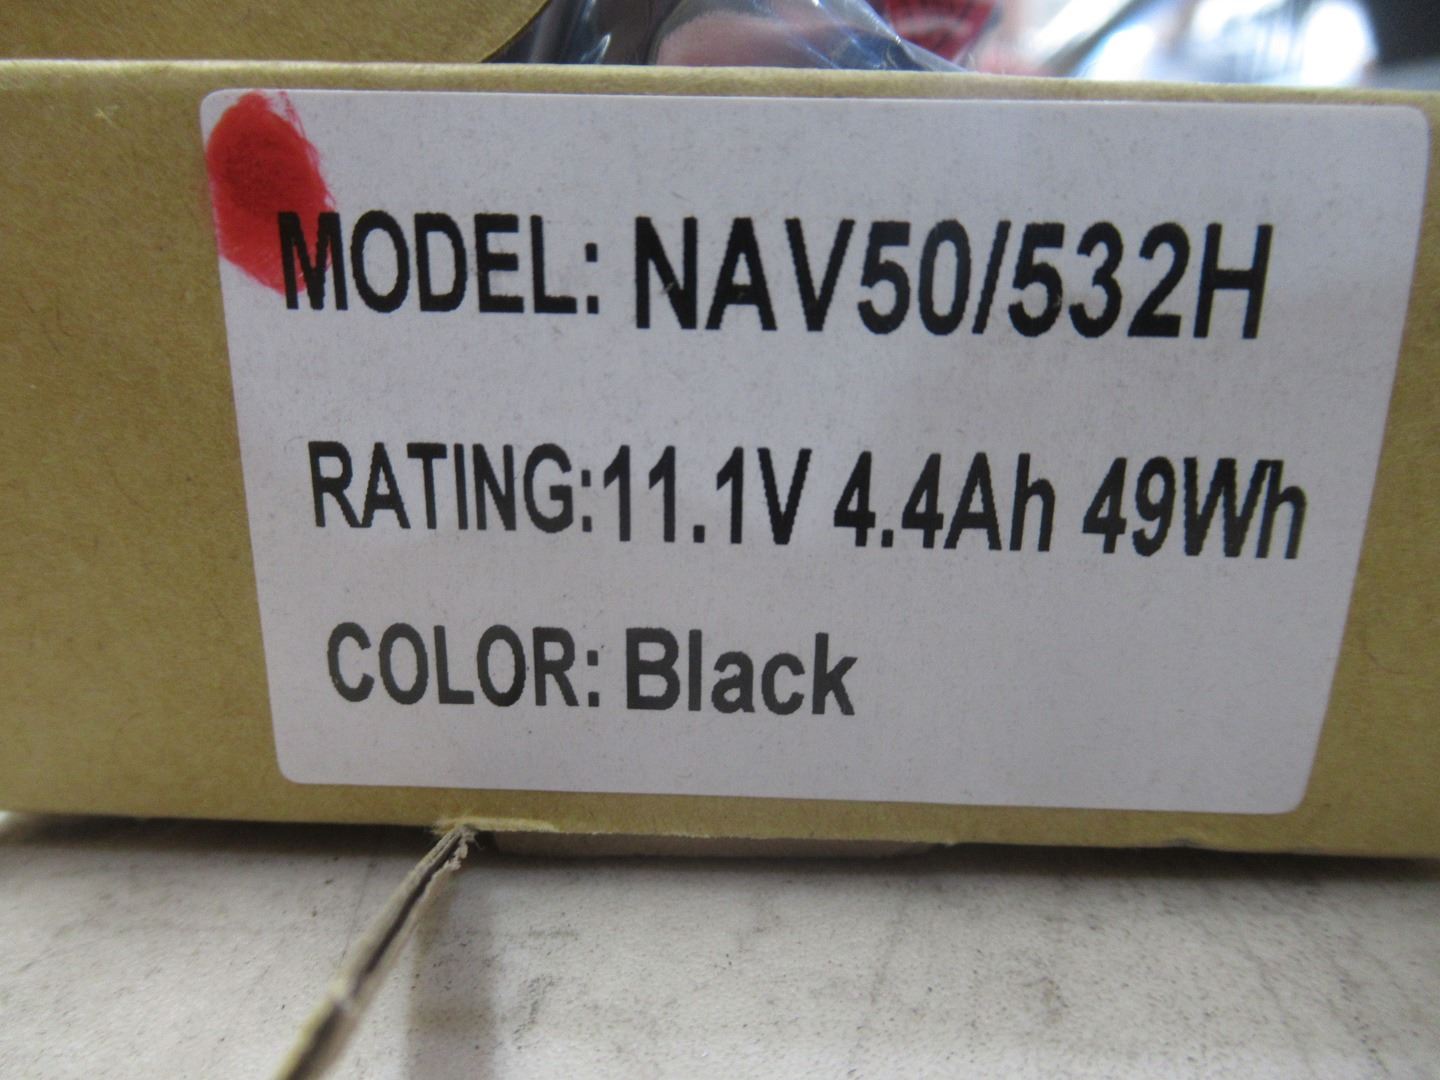 MODEL: NAV50/532H
RATING:11.1V 4.4Ah 49Wh
COLOR: Black